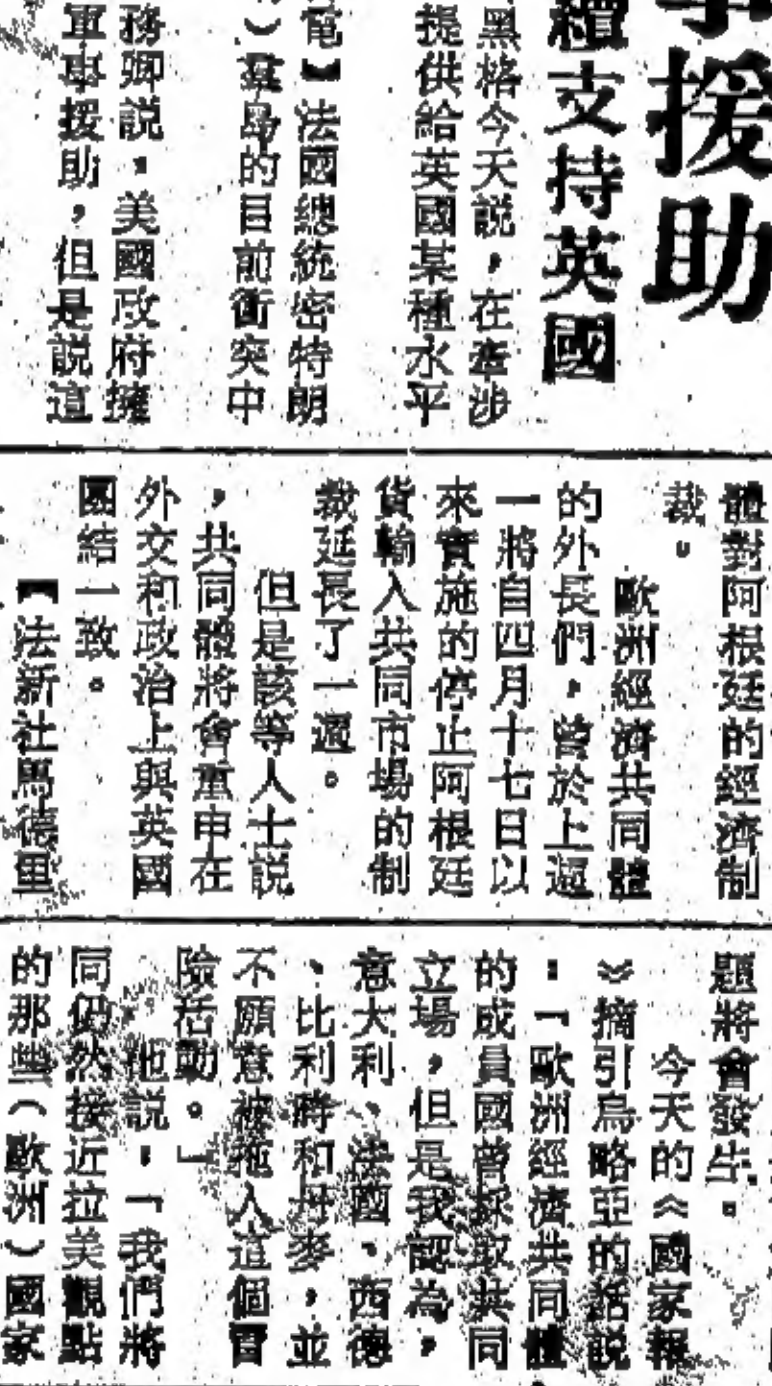 援助
續支持英國
黑格今天説，在牽涉
提供給英國某種水平
電】法國總統密特朗
）羣島的目前衝突中
務卿説：美國政府擁
軍事援助，但是説這
體對阿根廷的經濟制
裁。
歐洲經濟共同體
的外長們，曾於上週
一將自四月十七日以
來實施的停止阿根廷
貨輸入共同市場的制
裁延長了一週。
但是該等人士説
，共同體將會重申在
外交和政治上與英國
團結一致。
【法新社馬德里
題將會發生。
今天的《國家報
》摘引烏略亞的話説
：「歐洲經濟共同體
的成員國曾採取共同
立場，但是我認為，
意大利、法國、西德
、比利時和丹麥，並
不願意被拖入這個冒
險活動。」
他説：「我們將
同仍然接近拉美觀點
的那些（歐洲）國家